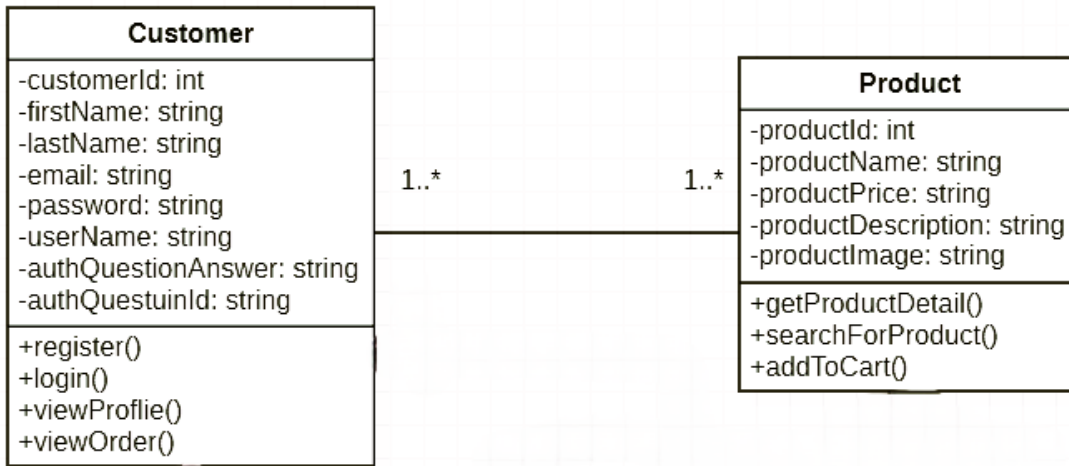 Customer
-customerId: int
-firstName: string
-lastName: string
-email: string
-password: string
-userName: string
-authQuestionAnswer: string
-authQuestuinId: string
+register()
+login()
+viewProflie()
+viewOrder()
1..*
1..*
Product
-productId: int
-productName: string
-productPrice: string
-productDescription: string
-productImage: string
+getProductDetail()
+searchForProduct()
+addToCart()